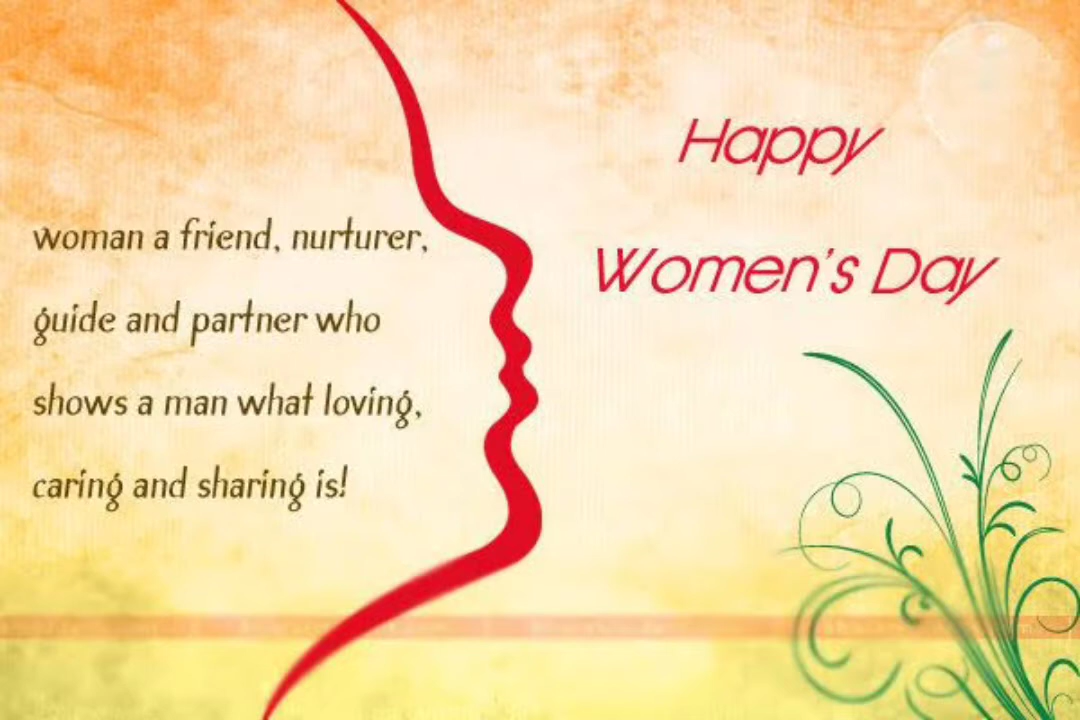 woman a friend, nurturer,
guide and partner who
shows a man what loving,
caring and sharing is!
Happy
Women's Day